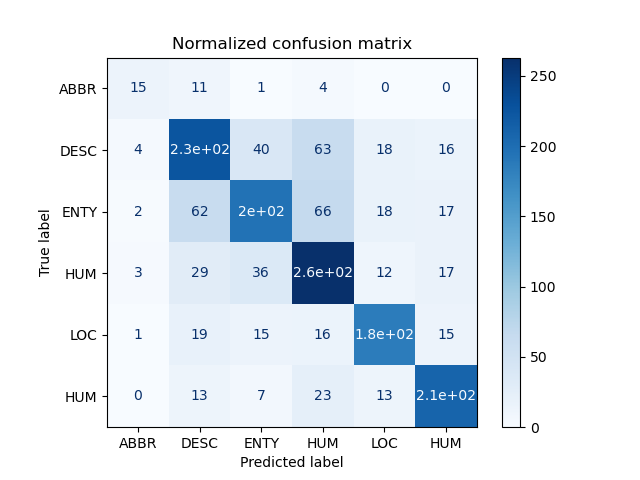 Normalized confusion matrix
ABBR 15 11 1 4 0 0
DESC 4 2.3e+02 40 63 18 16
ENTY 2 62 2e+02 66 18 17
HUM 3 29 36 2.6e+02 12 17
LOC 1 19 15 16 1.8e+02 15
HUM 0 13 7 23 13 2.1e+02
ABBR DESC ENTY HUM LOC HUM
Predicted label
True label
250
200
150
100
50
0